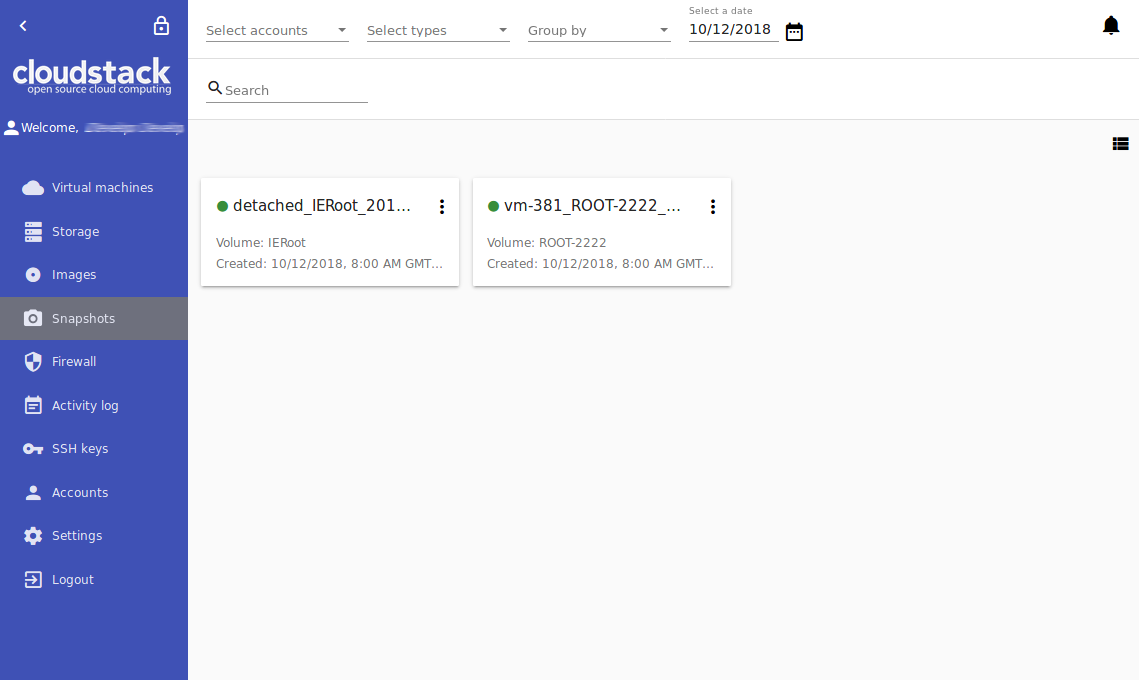 cloudstack
open source cloud computing
Welcome,
Virtual machines
Storage
Images
Snapshots
Firewall
Activity log
SSH keys
Accounts
Settings
Logout
Select accounts
Select types
Group by
Select a date
10/12/2018
Search
detached_IERoot_201...
Volume: IERoot
Created: 10/12/2018, 8:00 AM GMT...
vm-381_ROOT-2222_...
Volume: ROOT-2222
Created: 10/12/2018, 8:00 AM GMT...